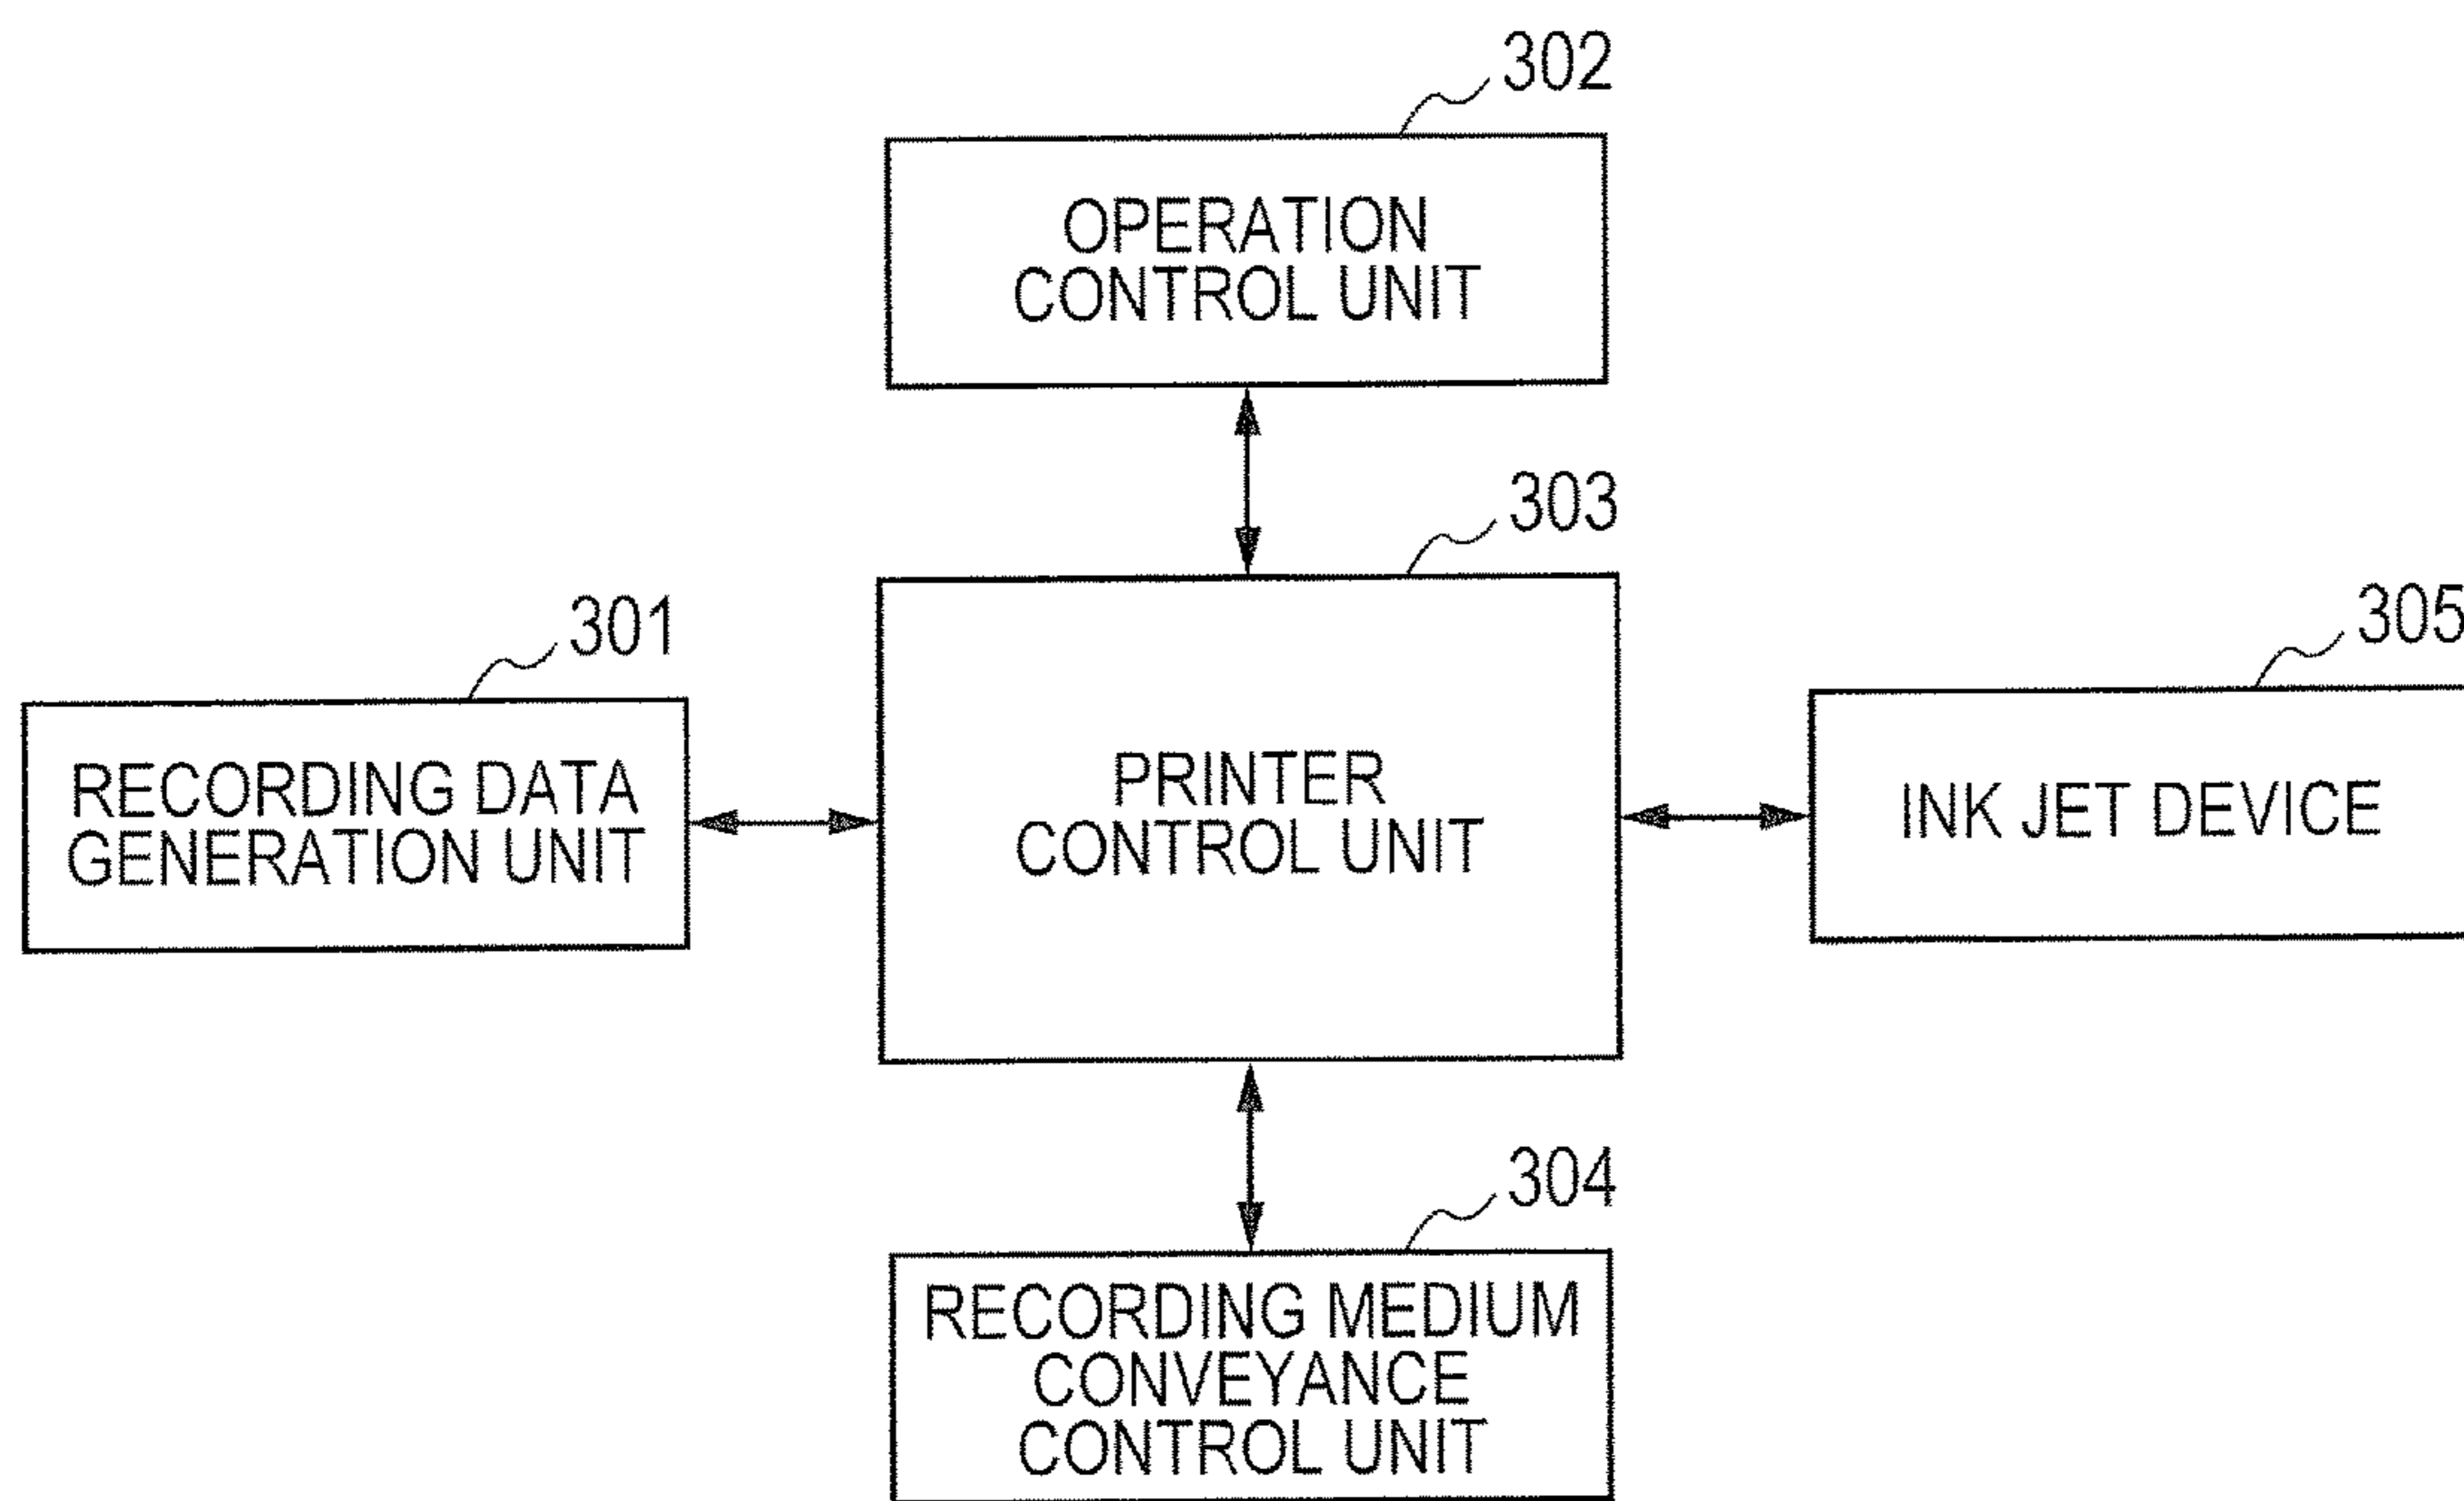 302
OPERATION
CONTROL UNIT
303
301
305
RECORDING DATA
GENERATION UNIT
PRINTER
CONTROL UNIT
INK JET DEVICE
304
RECORDING MEDIUM
CONVEYANCE
CONTROL UNIT